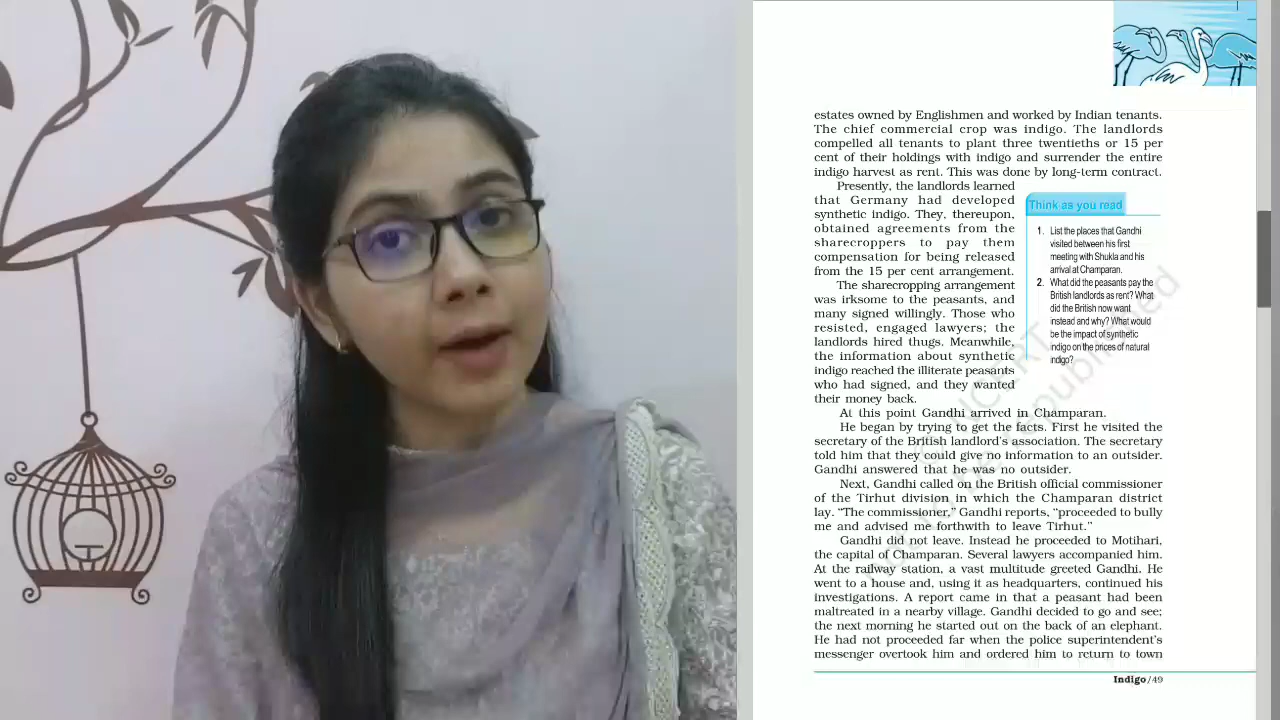 estates owned by Englishmen and worked by Indian tenants.
The chief commercial crop was indigo. The landlords
compelled all tenants to plant three twentieths or 15 per
cent of their holdings with indigo and surrender the entire
indigo harvest as rent. This was done by long-term contract.
Presently, the landlords learned
that Germany had developed
synthetic indigo. They, thereupon,
obtained agreements from the
sharecroppers to pay them
compensation for being released
from the 15 per cent arrangement.
The sharecropping arrangement
was irksome to the peasants, and
many signed willingly. Those who
resisted, engaged lawyers; the
landlords hired thugs. Meanwhile,
the information about synthetic
indigo reached the illiterate peasants
who had signed, and they wanted
their money back.
Think as you read
1. List the places that Gandhi
visited between his first
meeting with Shukla and his
arrival at Champaran.
2. What did the peasants pay the
British landlords as rent? What
did the British now want
instead and why? What would
be the impact of synthetic
indigo on the prices of natural
indigo?
At this point Gandhi arrived in Champaran.
He began by trying to get the facts. First he visited the
secretary of the British landlord's association. The secretary
told him that they could give no information to an outsider.
Gandhi answered that he was no outsider.
Next, Gandhi called on the British official commissioner
of the Tirhut division in which the Champaran district
lay. “The commissioner,” Gandhi reports, “proceeded to bully
me and advised me forthwith to leave Tirhut.”
Gandhi did not leave. Instead he proceeded to Motihari,
the capital of Champaran. Several lawyers accompanied him.
At the railway station, a vast multitude greeted Gandhi. He
went to a house and, using it as headquarters, continued his
investigations. A report came in that a peasant had been
maltreated in a nearby village. Gandhi decided to go and see;
the next morning he started out on the back of an elephant.
He had not proceeded far when the police superintendent's
messenger overtook him and ordered him to return to town
Indigo/49